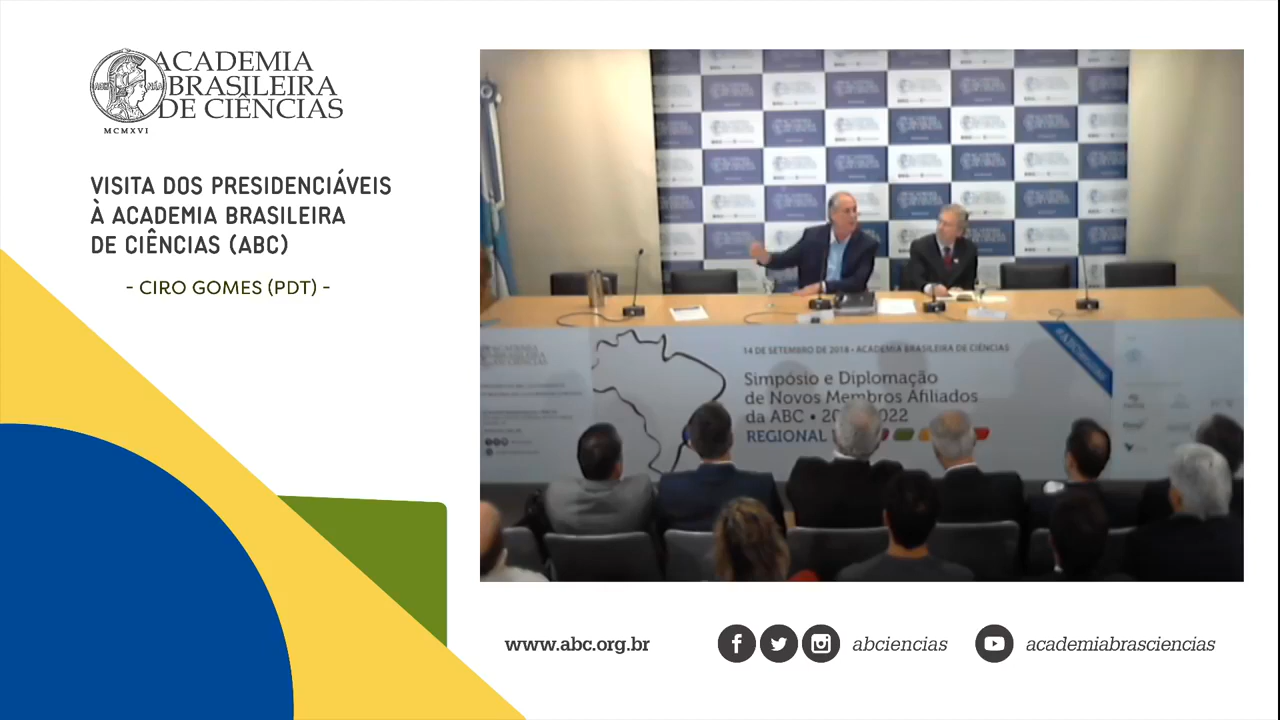 ACADEMIA
BRASILEIRA
DE CIÊNCIAS
MCMXVI
VISITA DOS PRESIDENCIÁVEIS
À ACADEMIA BRASILEIRA
DE CIÊNCIAS (ABC)
- CIRO GOMES (PDT) -
14 DE SETEMBRO DE 2018 • ACADEMIA BRASILEIRA DE CIÊNCIAS
Simpósio e Diplomação
de Novos Membros Afiliados
da ABC • 20 022
REGIONAL
www.abc.org.br
abciencias
academiabrasciencias